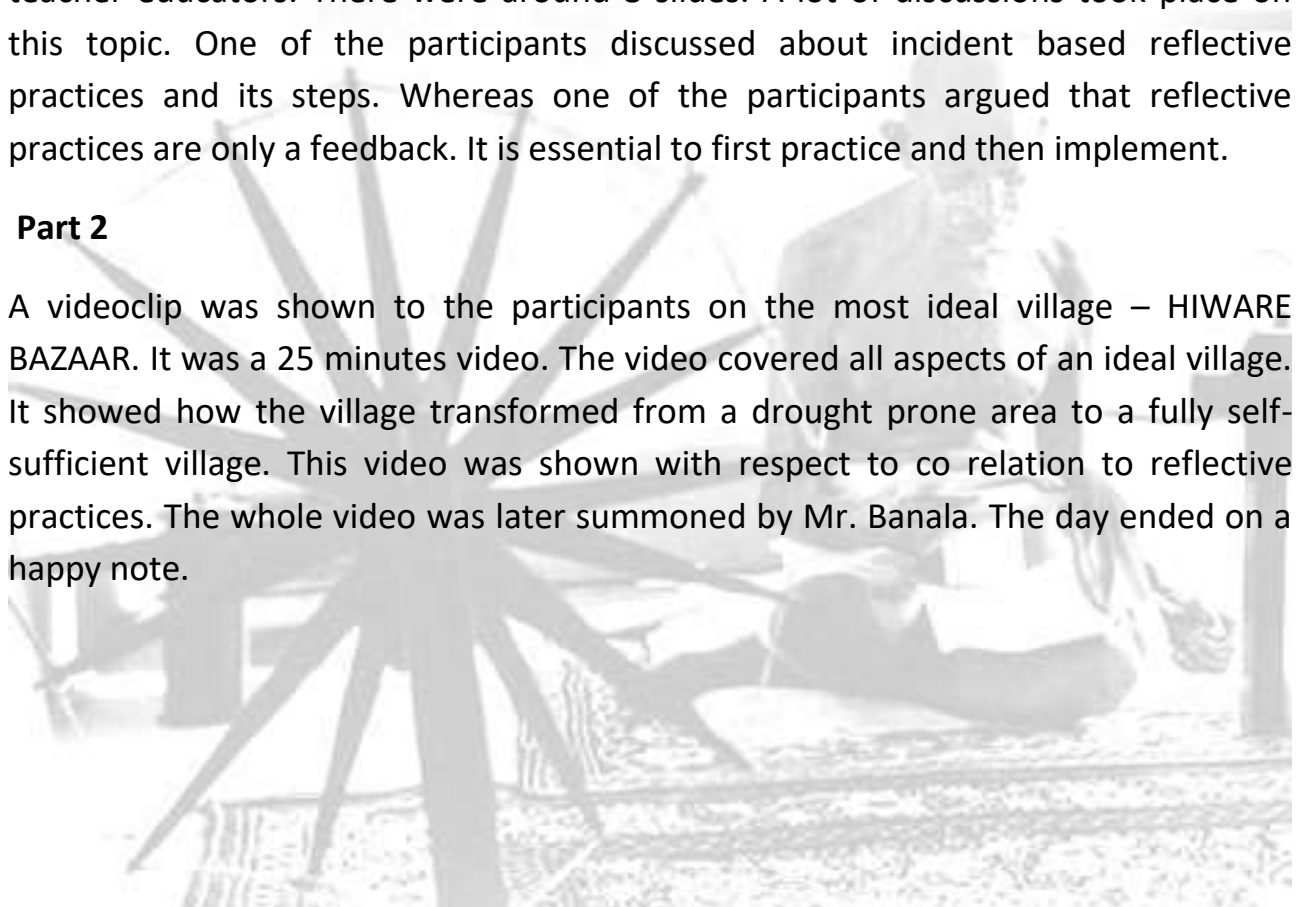 teacher educators. There were around 8 slides. A lot of discussions took place on
this topic. One of the participants discussed about incident based reflective
practices and its steps. Whereas one of the participants argued that reflective
practices are only a feedback. It is essential to first practice and then implement.
Part 2
A videoclip was shown to the participants on the most ideal village – HIWARE
BAZAAR. It was a 25 minutes video. The video covered all aspects of an ideal village.
It showed how the village transformed from a drought prone area to a fully self-
sufficient village. This video was shown with respect to co relation to reflective
practices. The whole video was later summoned by Mr. Banala. The day ended on a
happy note.